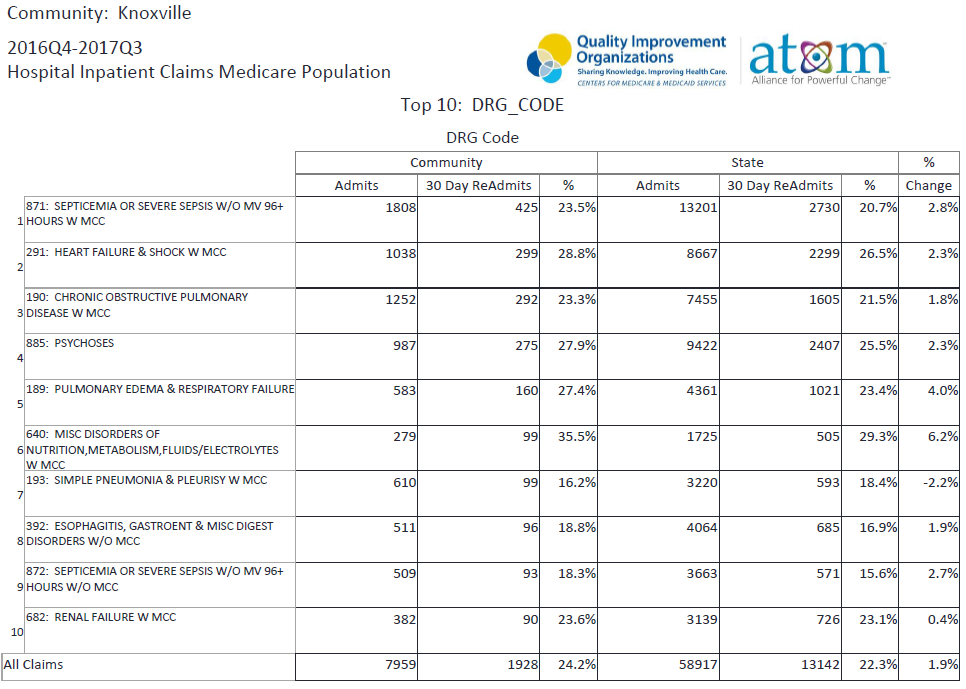 Community: Knoxville
2016Q4-2017Q3
Hospital Inpatient Claims Medicare Population
Quality Improvement
Organizations
Sharing Knowledge. Improving Health Care.
CENTERS FOR MEDICARE & MEDICAID SERVICES
atom
Alliance for Powerful Change™
Top 10: DRG_CODE
DRG Code
Community State %
Admits 30 Day ReAdmits % Admits 30 Day ReAdmits % Change
1 871: SEPTICEMIA OR SEVERE SEPSIS W/O MV 96+
HOURS W MCC
1808 425 23.5% 13201 2730 20.7% 2.8%
2 291: HEART FAILURE & SHOCK W MCC
1038 299 28.8% 8667 2299 26.5% 2.3%
3 190: CHRONIC OBSTRUCTIVE PULMONARY
DISEASE W MCC
1252 292 23.3% 7455 1605 21.5% 1.8%
4 885: PSYCHOSES
987 275 27.9% 9422 2407 25.5% 2.3%
5 189: PULMONARY EDEMA & RESPIRATORY FAILURE
583 160 27.4% 4361 1021 23.4% 4.0%
6 640: MISC DISORDERS OF
NUTRITION,METABOLISM,FLUIDS/ELECTROLYTES
W MCC
279 99 35.5% 1725 505 29.3% 6.2%
7 193: SIMPLE PNEUMONIA & PLEURISY W MCC
610 99 16.2% 3220 593 18.4% -2.2%
8 392: ESOPHAGITIS, GASTROENT & MISC DIGEST
DISORDERS W/O MCC
511 96 18.8% 4064 685 16.9% 1.9%
9 872: SEPTICEMIA OR SEVERE SEPSIS W/O MV 96+
HOURS W/O MCC
509 93 18.3% 3663 571 15.6% 2.7%
10 682: RENAL FAILURE W MCC
382 90 23.6% 3139 726 23.1% 0.4%
All Claims 7959 1928 24.2% 58917 13142 22.3% 1.9%